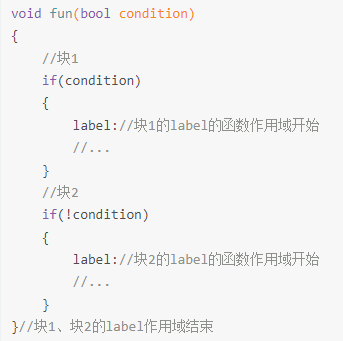 void fun(bool condition)
{
    //块1
    if(condition)
    {
        label://块1的label的函数作用域开始
        //...
    }
    //块2
    if(!condition)
    {
        label://块2的label的函数作用域开始
        //...
    }
}//块1、块2的label作用域结束